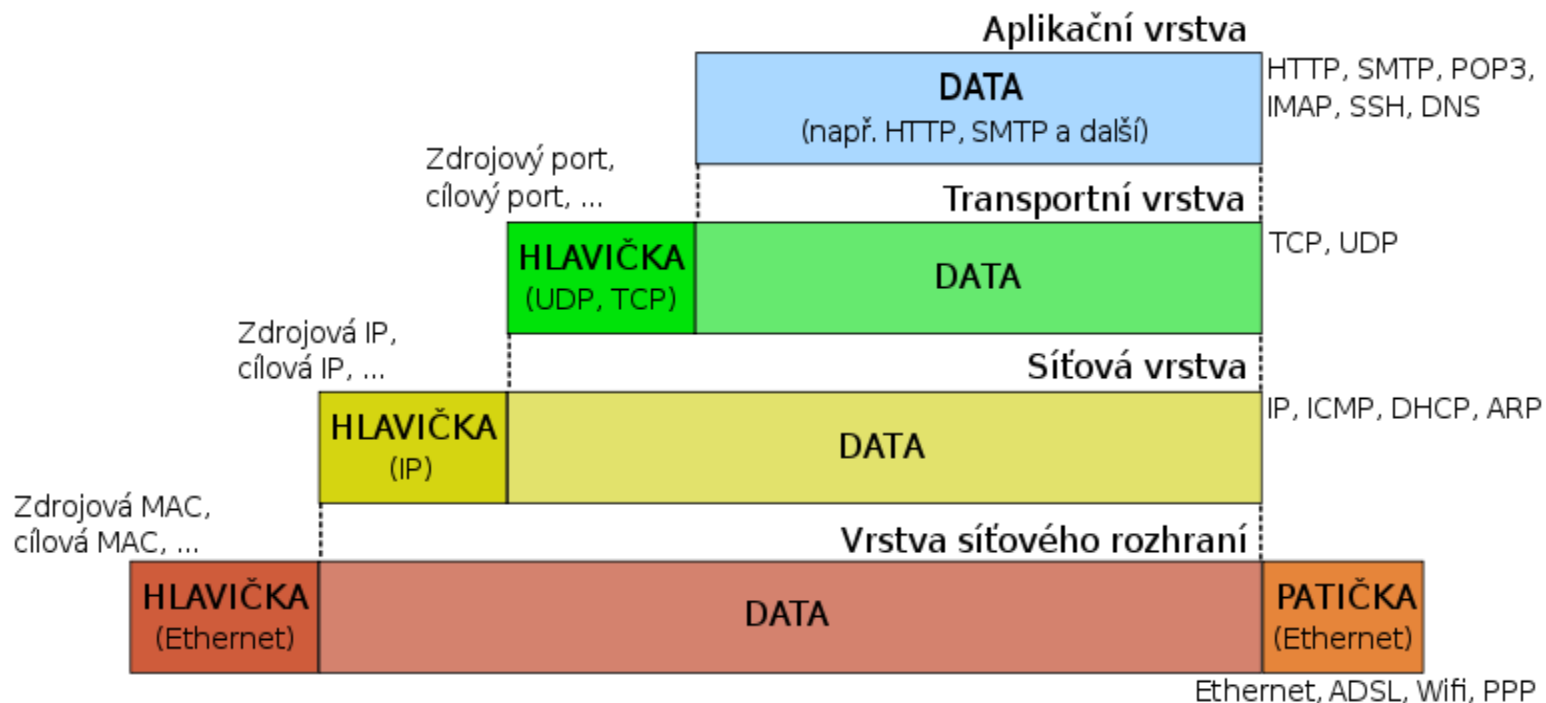 Aplikační vrstva
DATA
(např. HTTP, SMTP a další)
HTTP, SMTP, POP3,
IMAP, SSH, DNS
Zdrojový port,
cílový port, ...
Transportní vrstva
HLAVIČKA
(UDP, TCP)
DATA
TCP, UDP
Zdrojová IP,
cílová IP, ...
Síťová vrstva
HLAVIČKA
(IP)
DATA
IP, ICMP, DHCP, ARP
Zdrojová MAC,
cílová MAC, ...
Vrstva síťového rozhraní
HLAVIČKA
(Ethernet)
DATA
PATIČKA
(Ethernet)
Ethernet, ADSL, Wifi, PPP